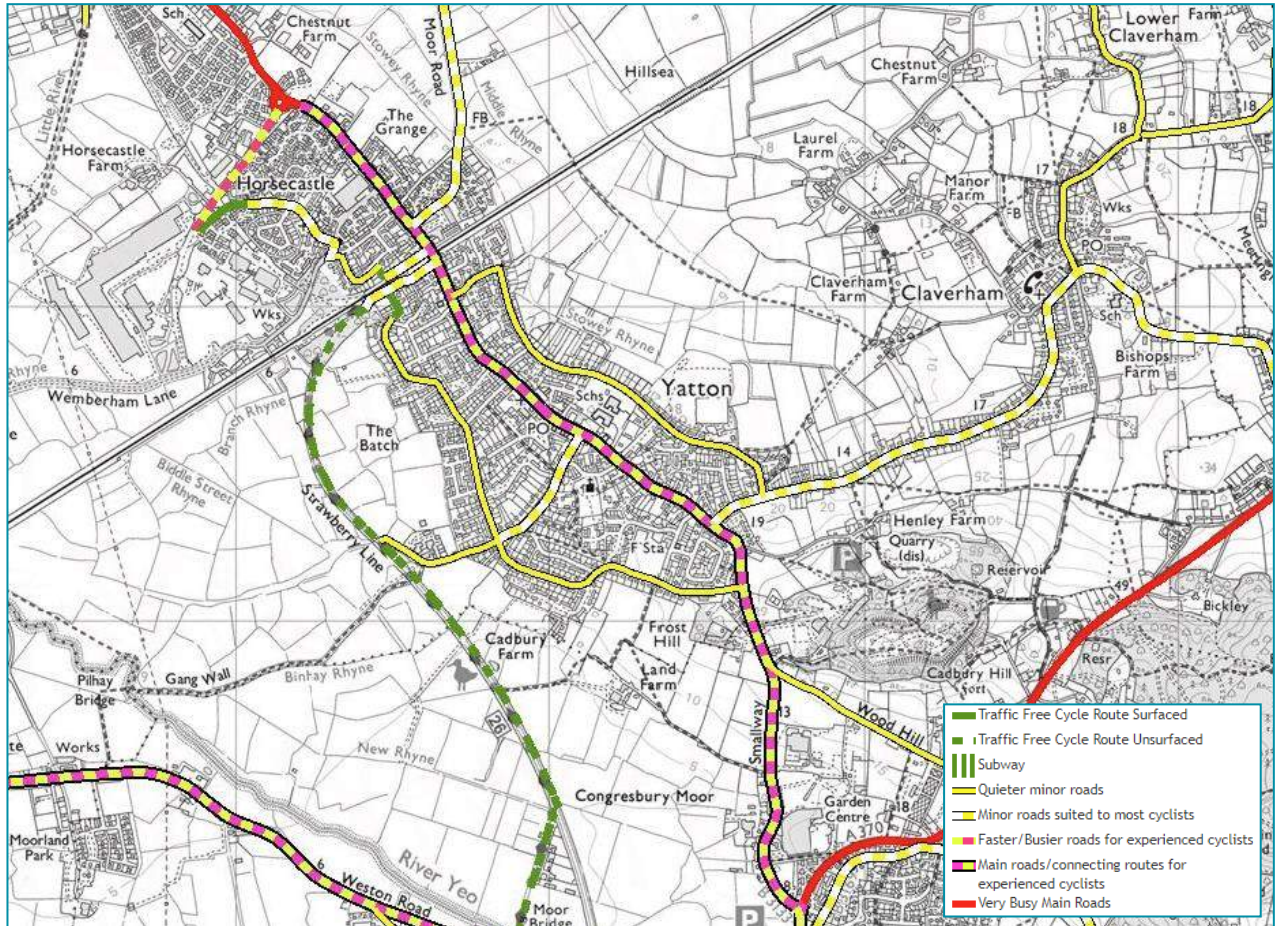 Sch
Chestnut
Farm
Little River
Stowey Rhyne
Moor Road
Middle Rhyne
Hillsea
Lower
Claverham
Farm
Chestnut
Farm
18
18
The
Grange
FB
Horsecastle
Farm
Horsecastle
Laurel
Farm
Manor
Farm
FB
17
Wks
PO
Claverham
Farm
Claverham
Sch
Bishops
Farm
Wks
6
Wemberham Lane
6
Branch Rhyne
Stowey Rhyne
Yatton
Schs
PO
The
Batch
Biddle Street
Rhyne
Strawberry Line
17
14
20
20
19
34
Henley Farm
Quarry
(dis)
Reservoir
P
F Sta
49
Bickley
Frost
Hill
Cadbury
Farm
Land
Farm
Cadbury Hill
Fort
Resr
Pilhay
Bridge
Gang Wall
Binhay Rhyne
26
New Rhyne
13
Smallway
Wood Hill
Works
Congresbury Moor
Garden
Centre
18
A370
Moorland
Park
6
Weston Road
River Yeo
Moor
Bridge
P
Traffic Free Cycle Route Surfaced
Traffic Free Cycle Route Unsurfaced
Subway
Quieter minor roads
Minor roads suited to most cyclists
Faster/Busier roads for experienced cyclists
Main roads/connecting routes for
experienced cyclists
Very Busy Main Roads